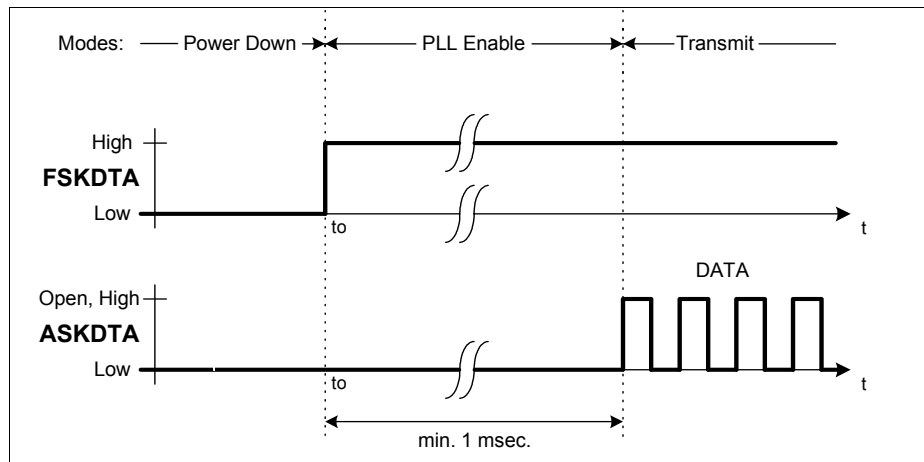 Modes: Power Down PLL Enable Transmit
High
FSKDTA
Low
to
t
DATA
Open, High
ASKDTA
Low
to
t
min. 1 msec.